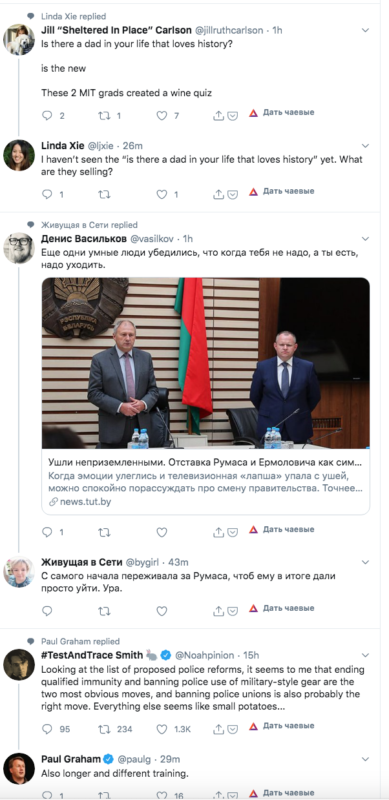 Linda Xie replied
Jill “Sheltered In Place” Carlson @jillruthcarlson · 1h
Is there a dad in your life that loves history?
is the new
These 2 MIT grads created a wine quiz
2 1 7 Дать чаевые
Linda Xie @ljxie · 26m
I haven't seen the “is there a dad in your life that loves history” yet. What
are they selling?
1 1 Дать чаевые
Живущая в Сети replied
Денис Васильков @vasilkov · 1h
Еще одни умные люди убедились, что когда тебя не надо, а ты есть,
надо уходить.
РЭСПУБЛІКА БЕЛАРУСЬ
Ушли неприземленными. Отставка Румаса и Ермоловича как сим...
Когда эмоции улеглись и телевизионная «лапша» упала с ушей,
можно спокойно порассуждать про смену правительства. Точнее...
news.tut.by
1 Дать чаевые
Живущая в Сети @bygirl · 43m
С самого начала переживала за Румаса, чтоб ему в итоге дали
просто уйти. Ура.
Дать чаевые
Paul Graham replied
#TestAndTrace Smith @Noahpinion · 15h
Looking at the list of proposed police reforms, it seems to me that ending
qualified immunity and banning police use of military-style gear are the
two most obvious moves, and banning police unions is also probably the
right move. Everything else seems like small potatoes...
95 234 1.3K Дать чаевые
Paul Graham @paulg · 29m
Also longer and different training.
1 16 Дать чаевые